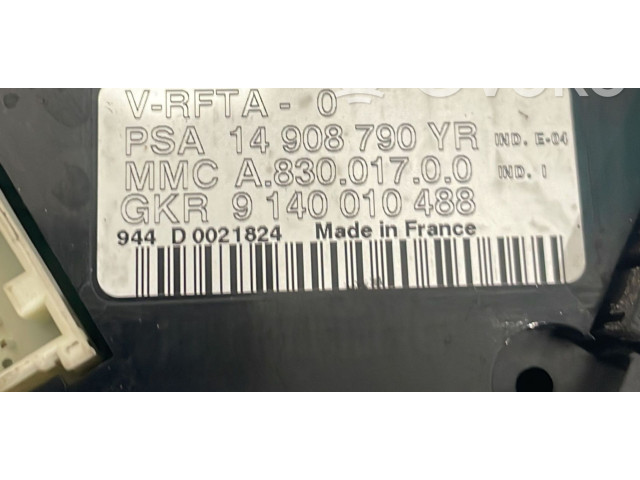 V-RFTA - 0
PSA 14 908 790 YR IND. E-04
MMC A.830.017.0.0 IND. I
GKR 9 140 010 488
944 D 0021824 Made in France